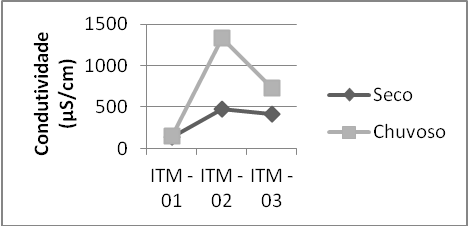 Condutividade
(µS/cm)
1500
1000
500
0
ITM -
01
ITM -
02
ITM -
03
Seco
Chuvoso